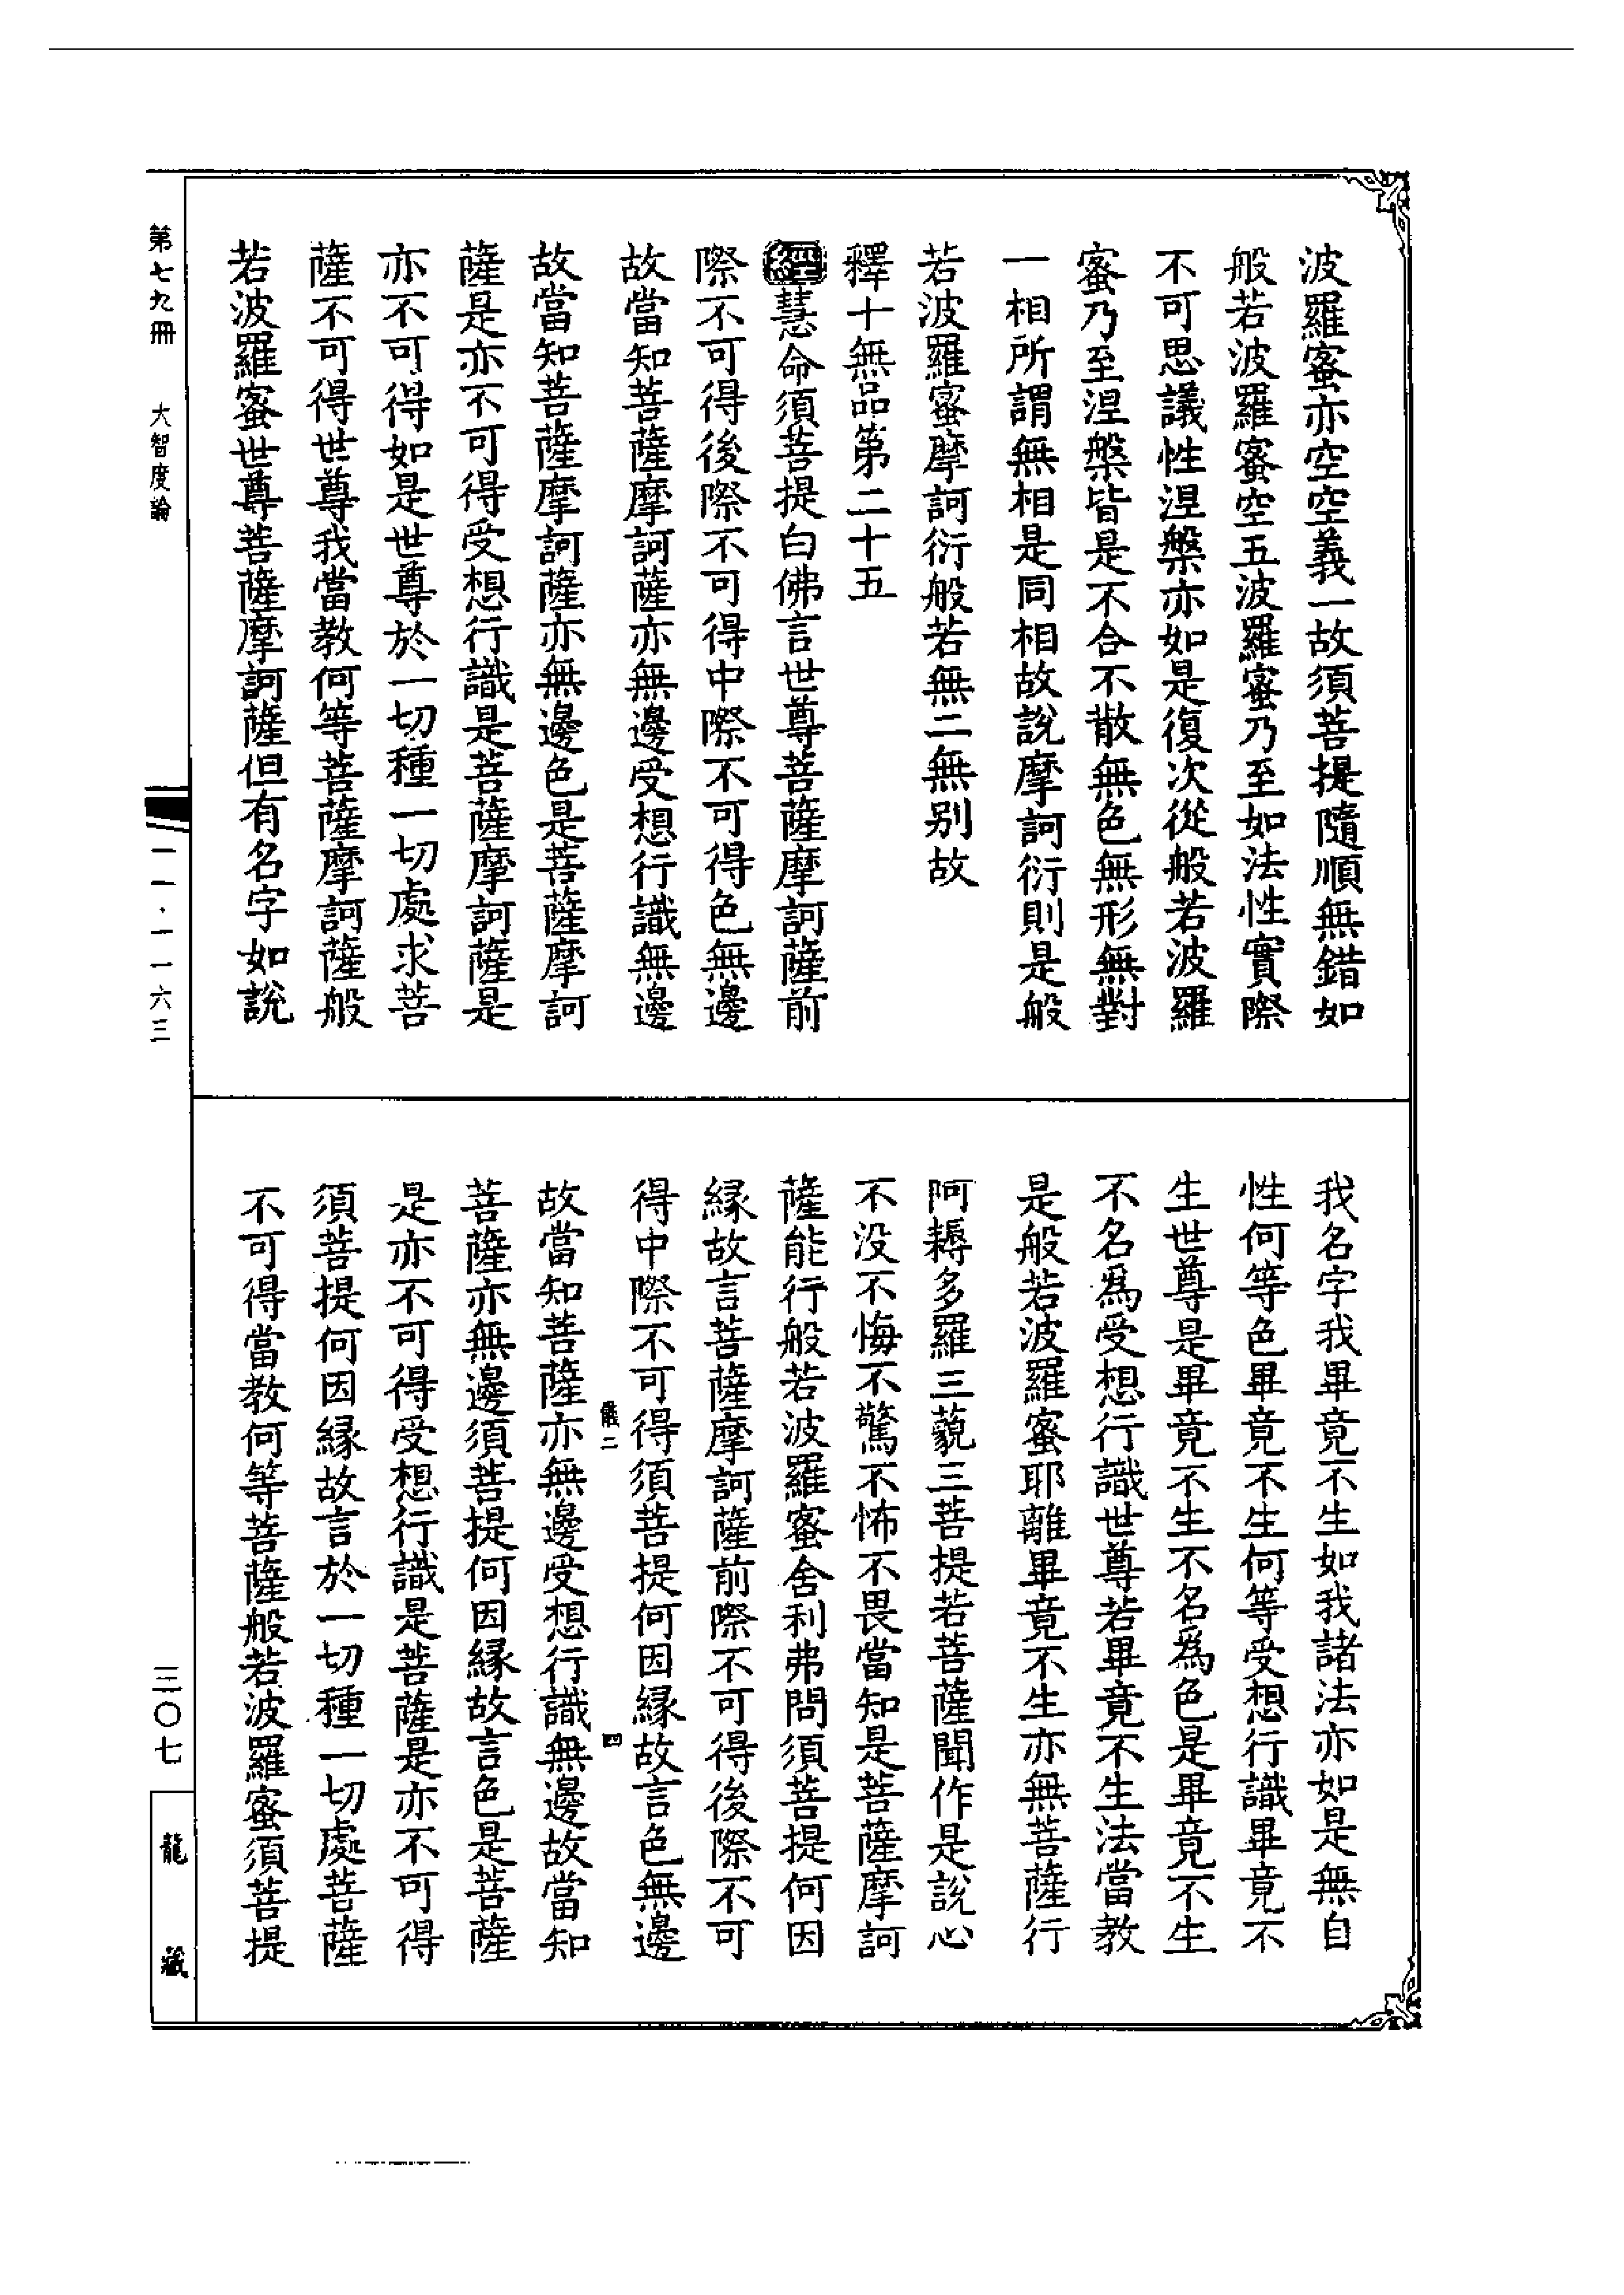 波羅蜜亦空空義一故須菩提隨順無錯如
般若波羅蜜空五波羅蜜乃至如法性實際
不可思議性涅槃亦如是復次從般若波羅
蜜乃至涅槃皆是不合不散無色無形無對
一相所謂無相是同相故說摩訶衍則是般
若波羅蜜摩訶衍般若無二無別故
釋十無品第二十五
經慧命須菩提白佛言世尊菩薩摩訶薩前
際不可得後際不可得中際不可得色無邊
故當知菩薩摩訶薩亦無邊受想行識無邊
故當知菩薩摩訶薩亦無邊色是菩薩摩訶
薩是亦不可得受想行識是菩薩摩訶薩是
亦不可得如是世尊於一切種一切處求菩
薩不可得世尊我當教何等菩薩摩訶薩般
若波羅蜜世尊菩薩摩訶薩但有名字如說
我名字我畢竟不生如我諸法亦如是無自
性何等色畢竟不生何等受想行識畢竟不
生世尊是畢竟不生不名為色是畢竟不生
不名為受想行識世尊若畢竟不生法當教
是般若波羅蜜耶離畢竟不生亦無菩薩行
阿耨多羅三藐三菩提若菩薩聞作是說心
不没不悔不驚不怖不畏當知是菩薩摩訶
薩能行般若波羅蜜舍利弗問須菩提何因
緣故言菩薩摩訶薩前際不可得後際不可
得中際不可得須菩提何因緣故言色無邊
儀二
四
故當知菩薩亦無邊受想行識無邊故當知
菩薩亦無邊須菩提何因緣故言色是菩薩
是亦不可得受想行識是菩薩是亦不可得
須菩提何因緣故言於一切種一切處菩薩
不可得當教何等菩薩般若波羅蜜須菩提
第七九冊
大智度論
一一·一一六三
三〇七
龍藏